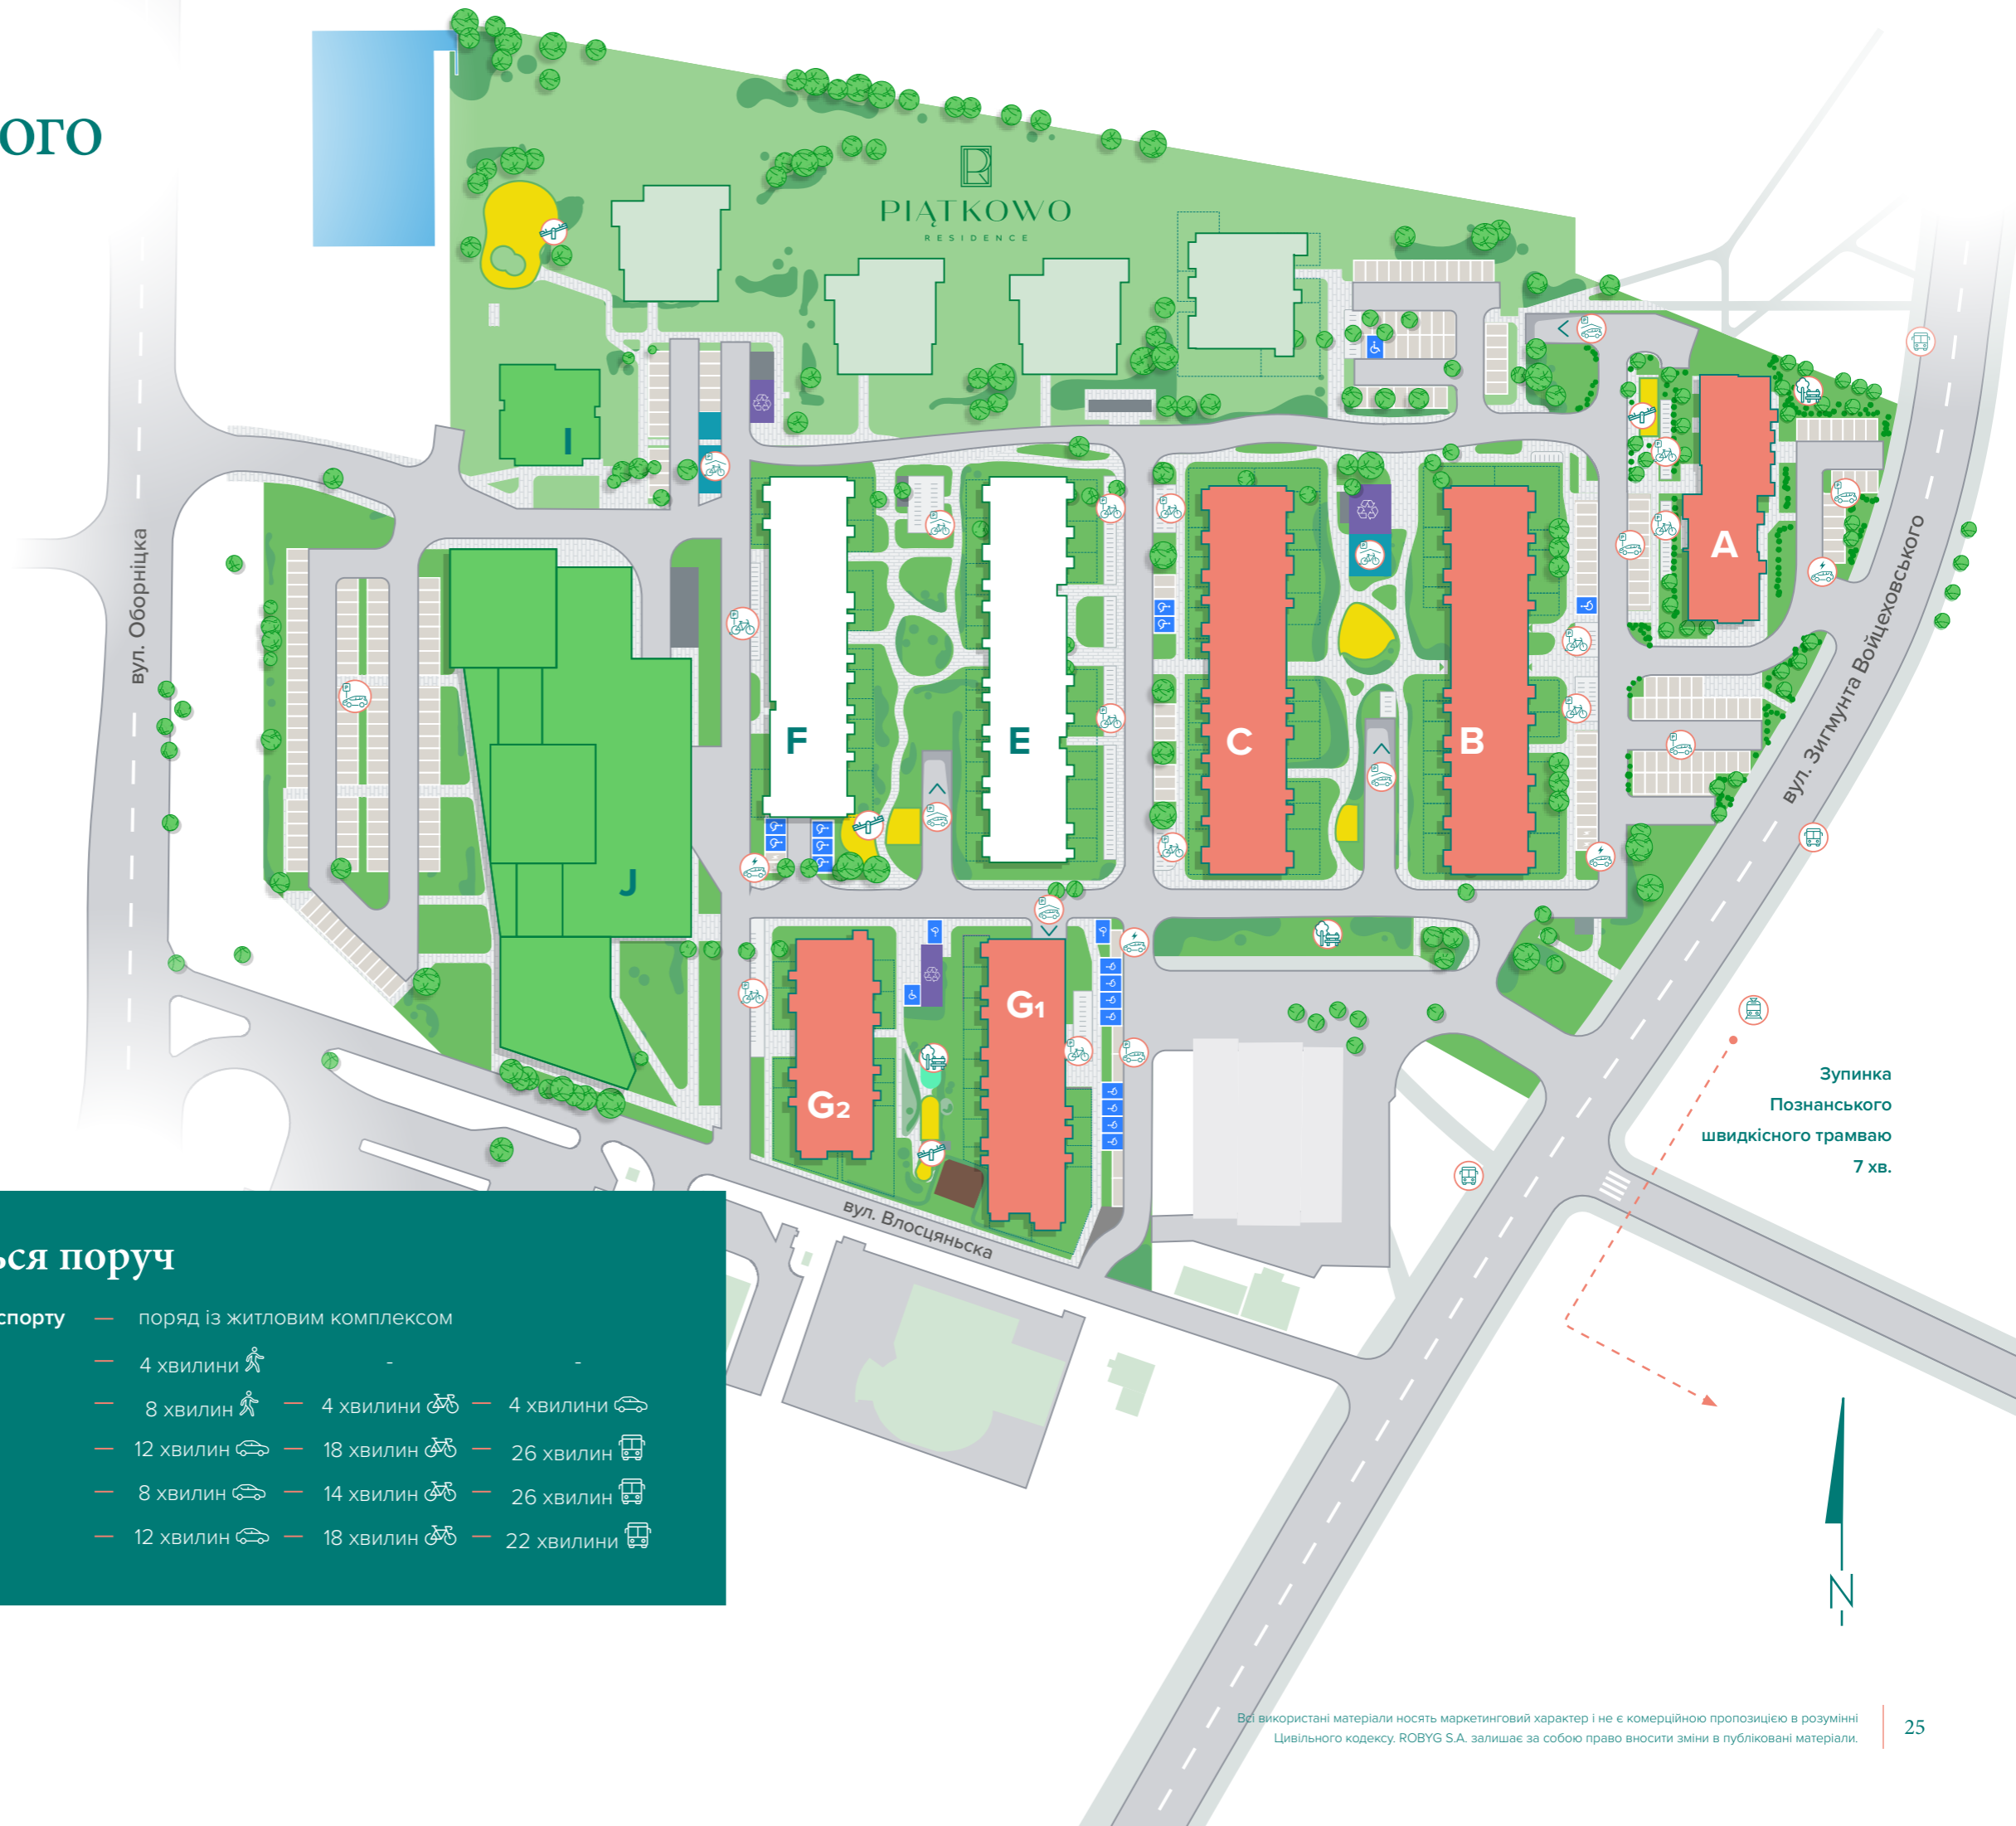 ого
PIĄTKOWO
RESIDENCE
вул. Оборніцка
I
A
F
E
C
B
вул. Зигмунта Войцеховського
J
G1
G2
Зупинка
Познанського
швидкісного трамваю
7 хв.
вул. Влосцяньска
ься поруч
спорту — поряд із житловим комплексом
— 4 хвилини - -
— 8 хвилин — 4 хвилини — 4 хвилини
— 12 хвилин — 18 хвилин — 26 хвилин
— 8 хвилин — 14 хвилин — 26 хвилин
— 12 хвилин — 18 хвилин — 22 хвилини
N
Всі використані матеріали носять маркетинговий характер і не є комерційною пропозицією в розумінні
Цивільного кодексу. ROBYG S.A. залишає за собою право вносити зміни в публіковані матеріали.
25